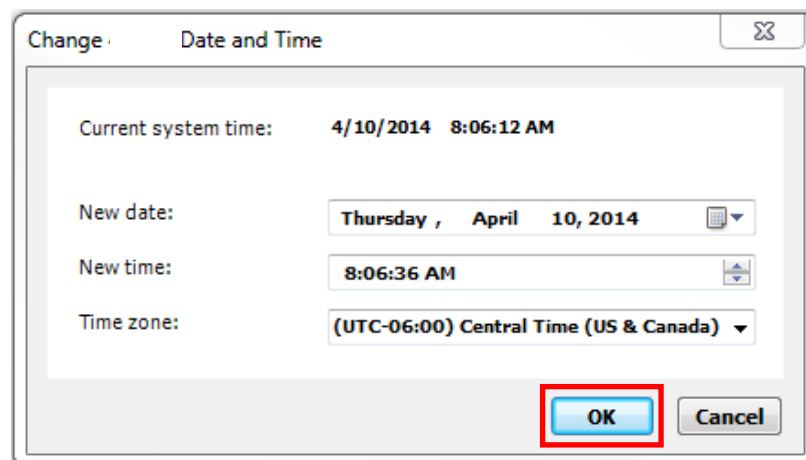 Change Date and Time
Current system time: 4/10/2014 8:06:12 AM
New date: Thursday , April 10, 2014
New time: 8:06:36 AM
Time zone: (UTC-06:00) Central Time (US & Canada)
OK Cancel